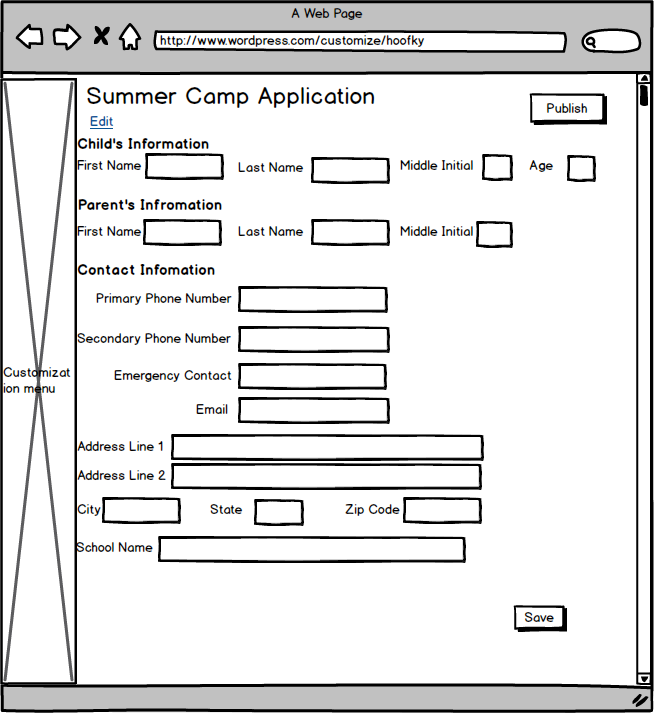 A Web Page
http://www.wordpress.com/customize/hoofky
Summer Camp Application
Publish
Edit
Child's Information
First Name Last Name Middle Initial Age
Parent's Infromation
First Name Last Name Middle Initial
Contact Infomation
Primary Phone Number
Secondary Phone Number
Customizat
ion menu
Emergency Contact
Email
Address Line 1
Address Line 2
City State Zip Code
School Name
Save